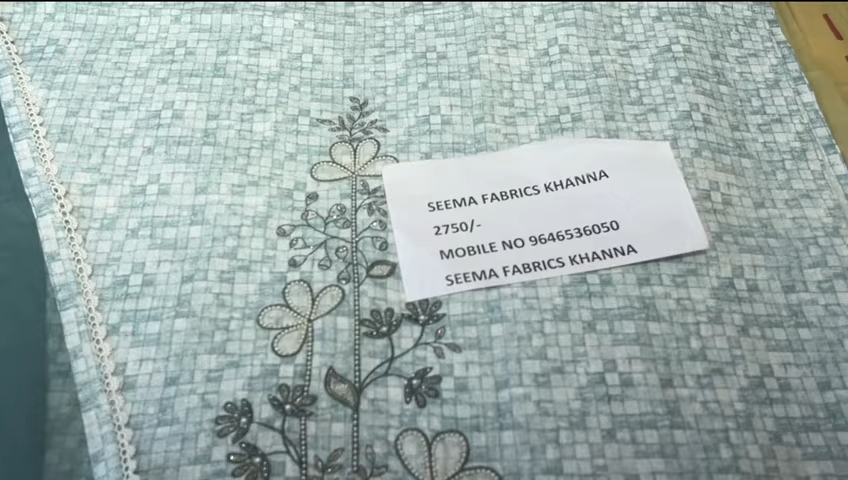 SEEMA FABRICS KHANNA
2750/-
MOBILE NO 9646536050
SEEMA FABRICS KHANNA